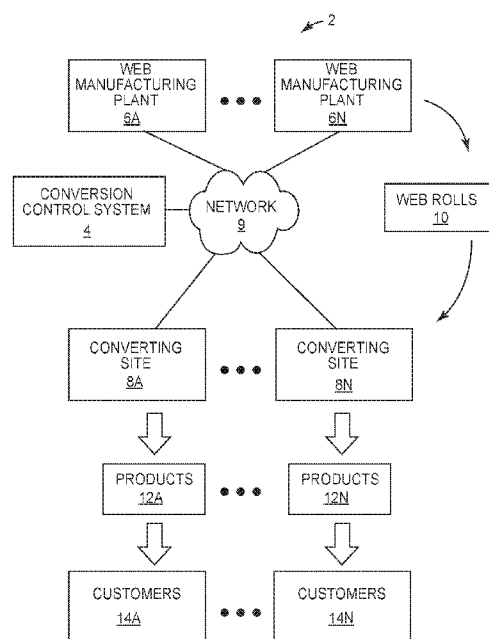 2
WEB
MANUFACTURING
PLANT
6A
WEB
MANUFACTURING
PLANT
6N
CONVERSION
CONTROL SYSTEM
4
NETWORK
9
WEB ROLLS
10
CONVERTING
SITE
8A
CONVERTING
SITE
8N
PRODUCTS
12A
PRODUCTS
12N
CUSTOMERS
14A
CUSTOMERS
14N